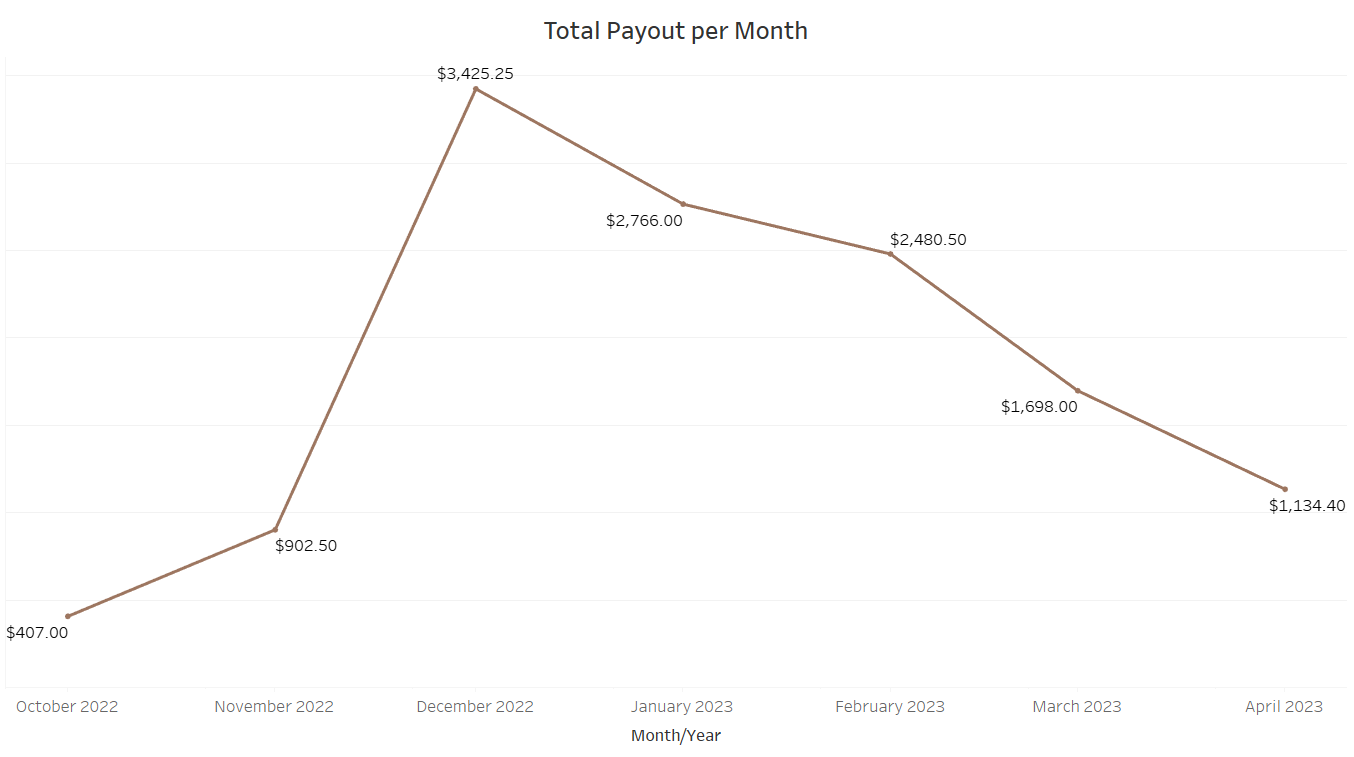 Total Payout per Month
$3,425.25
$2,766.00
$2,480.50
$1,698.00
$1,134.40
$902.50
$407.00
October 2022 November 2022 December 2022 January 2023 February 2023 March 2023 April 2023
Month/Year